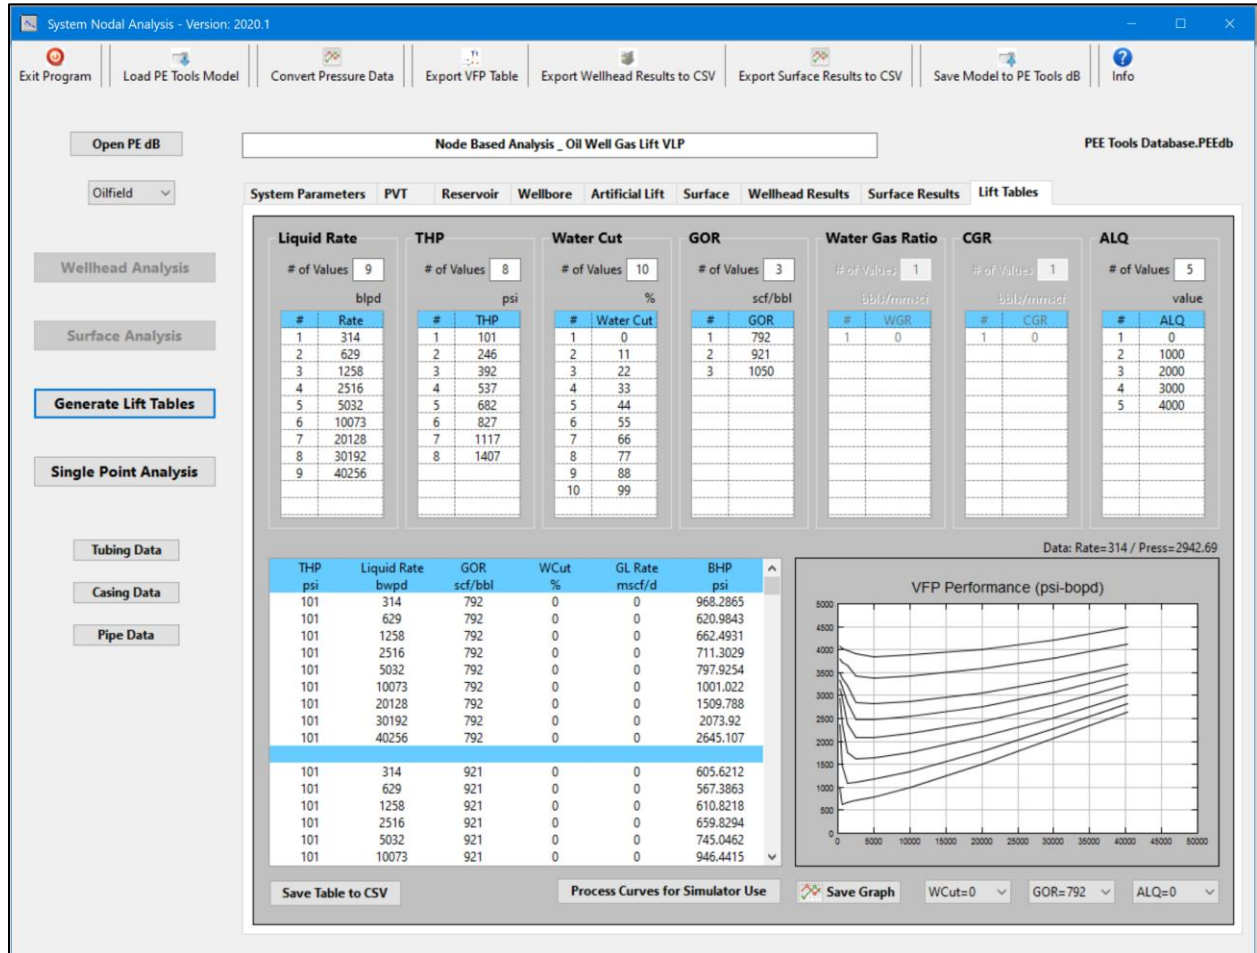 System Nodal Analysis - Version: 2020.1
Exit Program Load PE Tools Model Convert Pressure Data Export VFP Table Export Wellhead Results to CSV Export Surface Results to CSV Save Model to PE Tools dB Info
Open PE dB Node Based Analysis _ Oil Well Gas Lift VLP PEE Tools Database.PEEdb
Oilfield System Parameters PVT Reservoir Wellbore Artificial Lift Surface Wellhead Results Surface Results Lift Tables
Wellhead Analysis
Surface Analysis
Generate Lift Tables
Single Point Analysis
Tubing Data
Casing Data
Pipe Data
Liquid Rate THP Water Cut GOR Water Gas Ratio CGR ALQ
# of Values 9 # of Values 8 # of Values 10 # of Values 3 # of Values 1 # of Values 1 # of Values 5
blpd psi % scf/bbl bbls/mmscf bbls/mmscf value
# Rate # THP # Water Cut # GOR # WGR # CGR # ALQ
1 314 1 101 1 0 1 792 1 0 1 0 1 0
2 629 2 246 2 11 2 921 2 1000
3 1258 3 392 3 22 3 1050 3 2000
4 2516 4 537 4 33 4 3000
5 5032 5 682 5 44 5 4000
6 10073 6 827 6 55
7 20128 7 1117 7 66
8 30192 8 1407 8 77
9 40256 9 88
10 99
Data: Rate=314 / Press=2942.69
THP Liquid Rate GOR WCut GL Rate BHP
psi bwpd scf/bbl % mscf/d psi
101 314 792 0 0 968.2865
101 629 792 0 0 620.9843
101 1258 792 0 0 662.4931
101 2516 792 0 0 711.3029
101 5032 792 0 0 797.9254
101 10073 792 0 0 1001.022
101 20128 792 0 0 1509.788
101 30192 792 0 0 2073.92
101 40256 792 0 0 2645.107
101 314 921 0 0 605.6212
101 629 921 0 0 567.3863
101 1258 921 0 0 610.8218
101 2516 921 0 0 659.8294
101 5032 921 0 0 745.0462
101 10073 921 0 0 946.4415
VFP Performance (psi-bopd)
5000
4500
4000
3500
3000
2500
2000
1500
1000
500
0
0 5000 10000 15000 20000 25000 30000 35000 40000 45000 50000
Save Table to CSV Process Curves for Simulator Use Save Graph WCut=0 GOR=792 ALQ=0